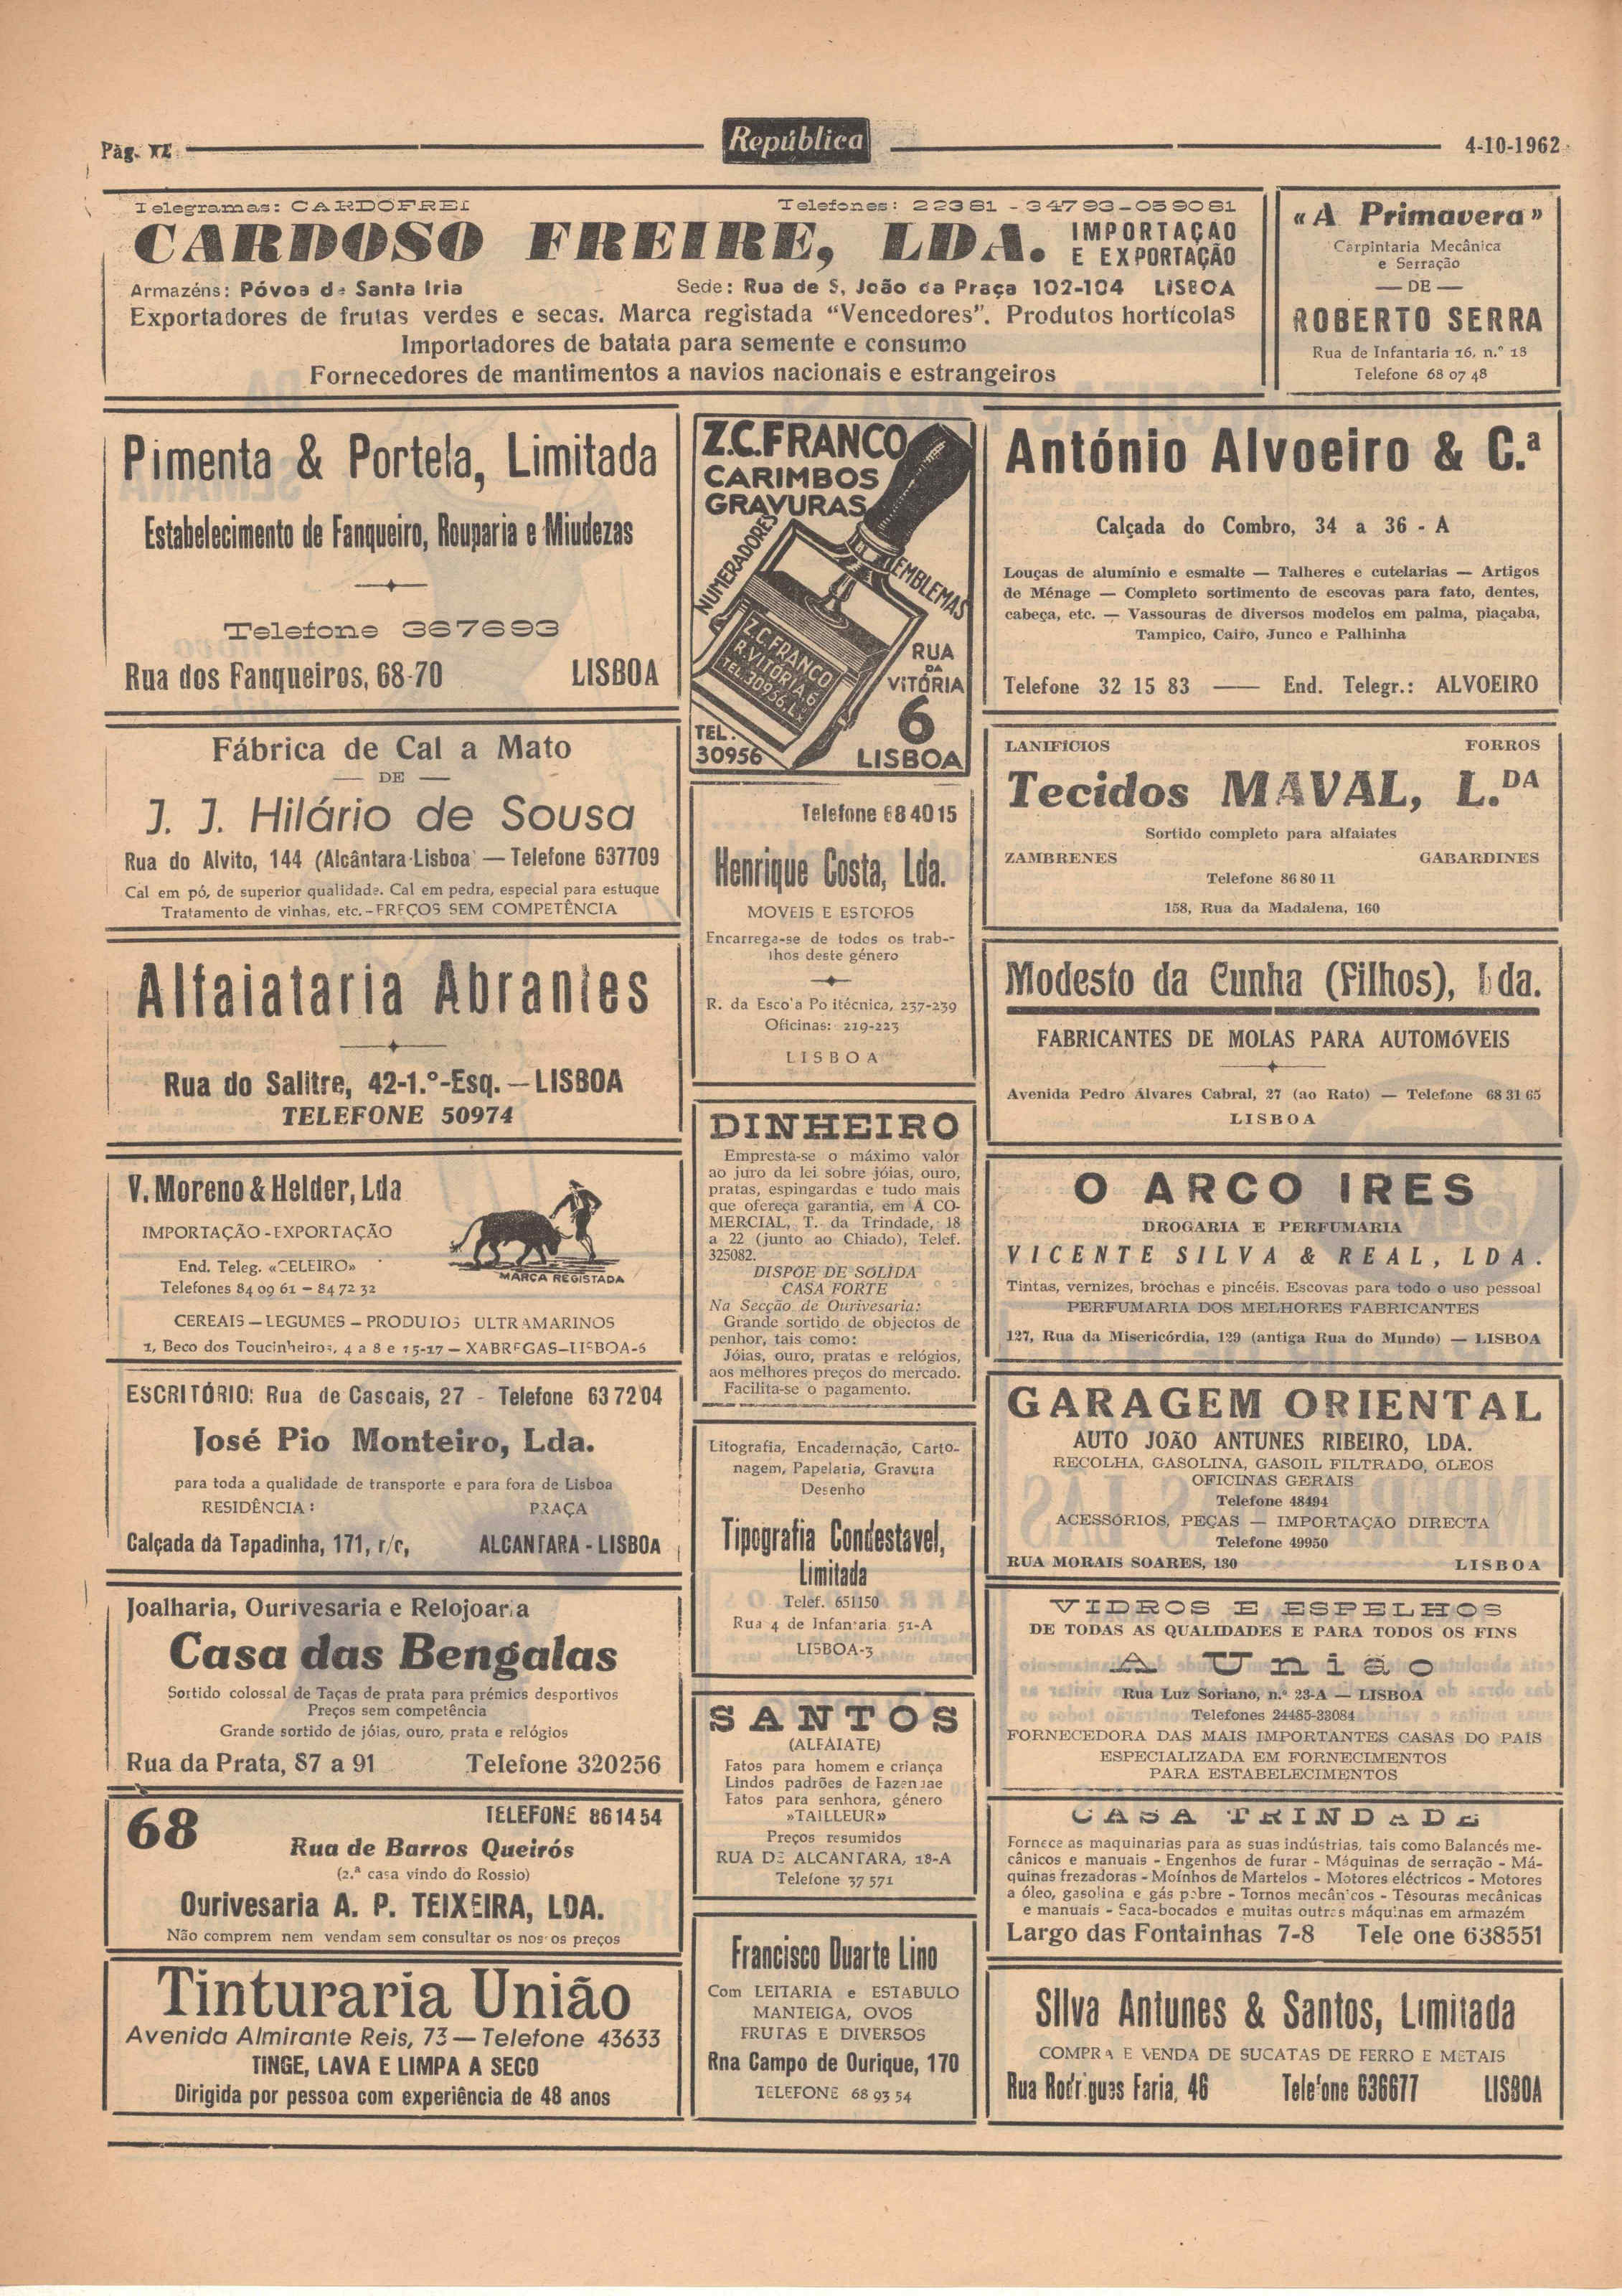 Pág.
República
4-10-1962
Telegramas: CARDOFREI
Telefones: 22381 - 34793-059081
CARDOSO FREIRE, LDA. IMPORTAÇÃO E EXPORTAÇÃO
Armazéns: Póvoa de Santa Iria
Sede: Rua de S, João da Praça 102-104 LISBOA
Exportadores de frutas verdes e secas. Marca registada "Vencedores". Produtos hortícolas
Importadores de batata para semente e consumo
Fornecedores de mantimentos a navios nacionais e estrangeiros
«A Primavera»
Carpintaria Mecânica
e Serração
— DE —
ROBERTO SERRA
Rua de Infantaria 16, n.º 18
Telefone 68 07 48
Pimenta & Portela, Limitada
Estabelecimento de Fanqueiro, Rouparia e Miudezas
Telefone 367693
Rua dos Fanqueiros, 68-70 LISBOA
Fábrica de Cal a Mato
— DE —
J. J. Hilário de Sousa
Rua do Alvito, 144 (Alcântara-Lisboa — Telefone 637709
Cal em pó, de superior qualidade. Cal em pedra, especial para estuque
Tratamento de vinhas, etc.-PREÇOS SEM COMPETÊNCIA
Alfaiataria Abrantes
Rua do Salitre, 42-1.º-Esq. — LISBOA
TELEFONE 50974
V. Moreno & Helder, Lda
IMPORTAÇÃO-EXPORTAÇÃO
End. Teleg. «CELEIRO»
Telefones 84 09 61 — 84 72 32
MARCA REGISTADA
CEREAIS — LEGUMES — PRODUTOS ULTRAMARINOS
1, Beco dos Toucinheiros, 4 a 8 e 15-17 — XABREGAS-LISBOA-6
ESCRITÓRIO: Rua de Cascais, 27 - Telefone 63 72 04
José Pio Monteiro, Lda.
para toda a qualidade de transporte e para fora de Lisboa
RESIDÊNCIA: PRAÇA
Calçada da Tapadinha, 171, r/c, ALCANTARA - LISBOA
Joalharia, Ourivesaria e Relojoaria
Casa das Bengalas
Sortido colossal de Taças de prata para prémios desportivos
Preços sem competência
Grande sortido de jóias, ouro, prata e relógios
Rua da Prata, 87 a 91 Telefone 320256
68
TELEFONE 86 14 54
Rua de Barros Queirós
(2.ª casa vindo do Rossio)
Ourivesaria A. P. TEIXEIRA, LDA.
Não comprem nem vendam sem consultar os nossos preços
Tinturaria União
Avenida Almirante Reis, 73 — Telefone 43633
TINGE, LAVA E LIMPA A SECO
Dirigida por pessoa com experiência de 48 anos
Z.C. FRANCO
CARIMBOS
GRAVURAS
NUMERADORES
EMBLEMAS
Z.C. FRANCO
R. VITÓRIA, 6
TEL. 30956, Lx
RUA
DA
VITÓRIA
6
LISBOA
TEL.
30956
Telefone 68 40 15
Henrique Costa, Lda.
MOVEIS E ESTOFOS
Encarrega-se de todos os traba-
lhos deste género
R. da Escola Politécnica, 237-239
Oficinas: 219-223
LISBOA
DINHEIRO
Empresta-se o máximo valor
ao juro da lei sobre jóias, ouro,
pratas, espingardas e tudo mais
que ofereça garantia, em A CO-
MERCIAL, T. da Trindade, 18
a 22 (junto ao Chiado), Telef.
325082.
DISPÕE DE SÓLIDA
CASA FORTE
Na Secção de Ourivesaria:
Grande sortido de objectos de
penhor, tais como:
Jóias, ouro, pratas e relógios,
aos melhores preços do mercado.
Facilita-se o pagamento.
Litografia, Encadernação, Carto-
nagem, Papelaria, Gravura
Desenho
Tipografia Condestavel,
Limitada
Telef. 651150
Rua 4 de Infantaria 51-A
LISBOA-3
SANTOS
(ALFAIATE)
Fatos para homem e criança
Lindos padrões de Fazendae
Fatos para senhora, género
»TAILLEUR»
Preços resumidos
RUA DE ALCANTARA, 18-A
Telefone 37 571
Francisco Duarte Lino
Com LEITARIA e ESTABULO
MANTEIGA, OVOS
FRUTAS E DIVERSOS
Rna Campo de Ourique, 170
TELEFONE 68 93 54
António Alvoeiro & C.ª
Calçada do Combro, 34 a 36 - A
Louças de alumínio e esmalte — Talheres e cutelarias — Artigos
de Ménage — Completo sortimento de escovas para fato, dentes,
cabeça, etc. — Vassouras de diversos modelos em palma, piaçaba,
Tampico, Cairo, Junco e Palhinha
Telefone 32 15 83 — End. Telegr.: ALVOEIRO
LANIFÍCIOS FORROS
Tecidos MAVAL, L.DA
Sortido completo para alfaiates
ZAMBRENES GABARDINES
Telefone 86 80 11
158, Rua da Madalena, 160
Modesto da Cunha (Filhos), Lda.
FABRICANTES DE MOLAS PARA AUTOMÓVEIS
Avenida Pedro Álvares Cabral, 27 (ao Rato) — Telefone 68 31 65
LISBOA
O ARCO IRES
DROGARIA E PERFUMARIA
VICENTE SILVA & REAL, LDA.
Tintas, vernizes, brochas e pincéis. Escovas para todo o uso pessoal
PERFUMARIA DOS MELHORES FABRICANTES
127, Rua da Misericórdia, 129 (antiga Rua do Mundo) — LISBOA
GARAGEM ORIENTAL
AUTO JOÃO ANTUNES RIBEIRO, LDA.
RECOLHA, GASOLINA, GASOIL FILTRADO, ÓLEOS
OFICINAS GERAIS
Telefone 48494
ACESSÓRIOS, PEÇAS — IMPORTAÇÃO DIRECTA
Telefone 49950
RUA MORAIS SOARES, 130 LISBOA
VIDROS E ESPELHOS
DE TODAS AS QUALIDADES E PARA TODOS OS FINS
A União
Rua Luz Soriano, n.º 23-A — LISBOA
Telefones 24485-33084
FORNECEDORA DAS MAIS IMPORTANTES CASAS DO PAÍS
ESPECIALIZADA EM FORNECIMENTOS
PARA ESTABELECIMENTOS
CASA TRINDADE
Fornece as maquinarias para as suas indústrias, tais como Balancés me-
cânicos e manuais - Engenhos de furar - Máquinas de serração - Má-
quinas frezadoras - Moínhos de Martelos - Motores eléctricos - Motores
a óleo, gasolina e gás pobre - Tornos mecânicos - Tesouras mecânicas
e manuais - Saca-bocados e muitas outras máquinas em armazém
Largo das Fontainhas 7-8 Telefone 638551
Silva Antunes & Santos, Limitada
COMPRA E VENDA DE SUCATAS DE FERRO E METAIS
Rua Rodrigues Faria, 46 Telefone 636677 LISBOA